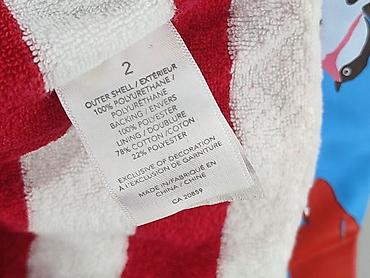 2
OUTER SHELL / EXTÉRIEUR
100% POLYURETHANE /
POLYURÉTHANE
BACKING / ENVERS
100% POLYESTER
LINING / DOUBLURE
78% COTTON / COTON
22% POLYESTER
EXCLUSIVE OF DECORATION
À L'EXCLUSION DE GARNITURE
MADE IN / FABRIQUÉ EN
CHINA / CHINE
CA 20859